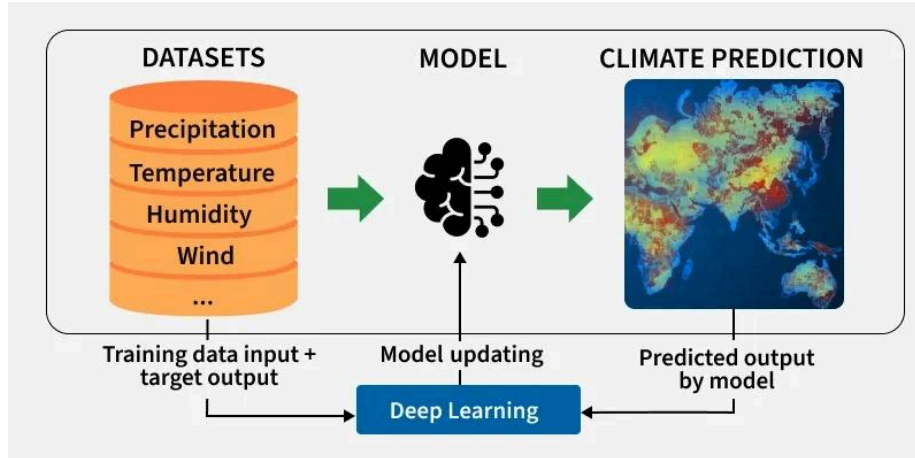 DATASETS
MODEL
CLIMATE PREDICTION
Precipitation
Temperature
Humidity
Wind
...
Training data input +
target output
Model updating
Predicted output
by model
Deep Learning